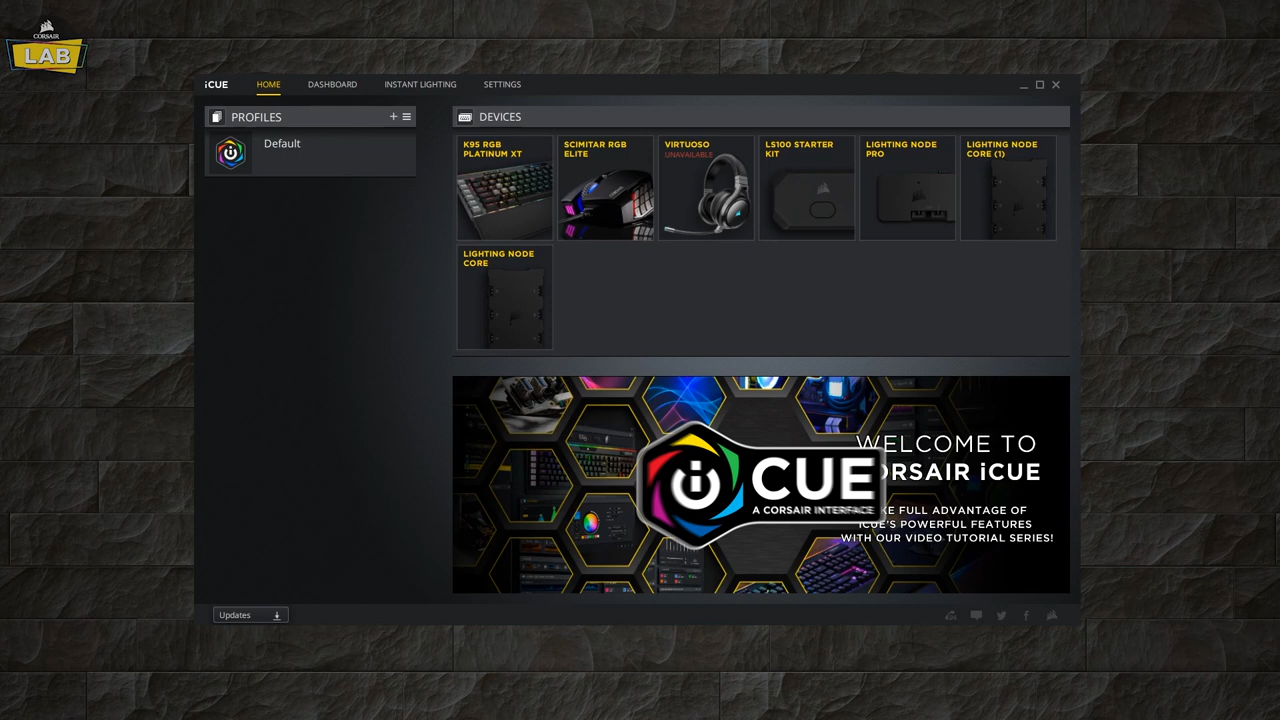 CORSAIR
LAB
iCUE HOME DASHBOARD INSTANT LIGHTING SETTINGS
PROFILES
Default
DEVICES
K95 RGB
PLATINUM XT
SCIMITAR RGB
ELITE
VIRTUOSO
UNAVAILABLE
LS100 STARTER
KIT
LIGHTING NODE
PRO
LIGHTING NODE
CORE (1)
LIGHTING NODE
CORE
CUE
A CORSAIR INTERFACE
WELCOME TO
ORSAIR iCUE
KE FULL ADVANTAGE OF
iCUE'S POWERFUL FEATURES
WITH OUR VIDEO TUTORIAL SERIES!
Updates